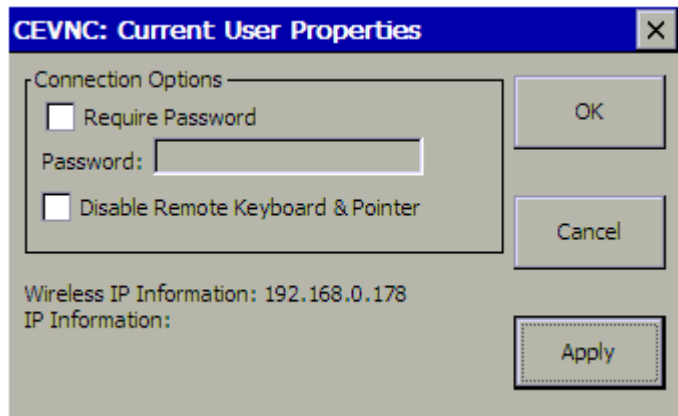 CEVNC: Current User Properties
Connection Options
Require Password
Password:
Disable Remote Keyboard & Pointer
Wireless IP Information: 192.168.0.178
IP Information:
OK
Cancel
Apply